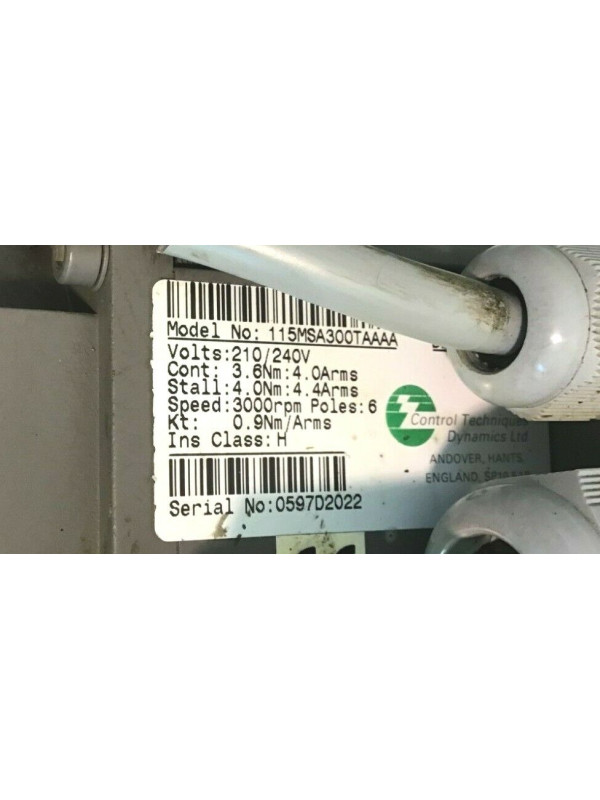 Model No: 115MSA300TAAAA
Volts:210/240V
Cont: 3.6Nm:4.0Arms
Stall:4.0Nm:4.4Arms
Speed:3000rpm Poles:6
Kt: 0.9Nm/Arms
Ins Class:H
Control Techniques
Dynamics Ltd
ANDOVER, HANTS,
ENGLAND,
Serial No:0597D2022